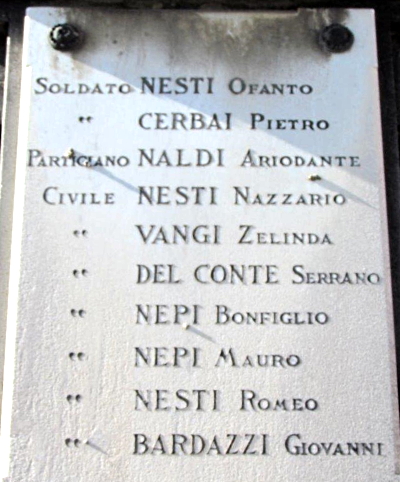 SOLDATO NESTI OFANTO
" CERBAI PIETRO
PARTIGIANO NALDI ARIODANTE
CIVILE NESTI NAZZARIO
" VANGI ZELINDA
" DEL CONTE SERRANO
" NEPI BONFIGLIO
" NEPI MAURO
" NESTI ROMEO
" BARDAZZI GIOVANNI